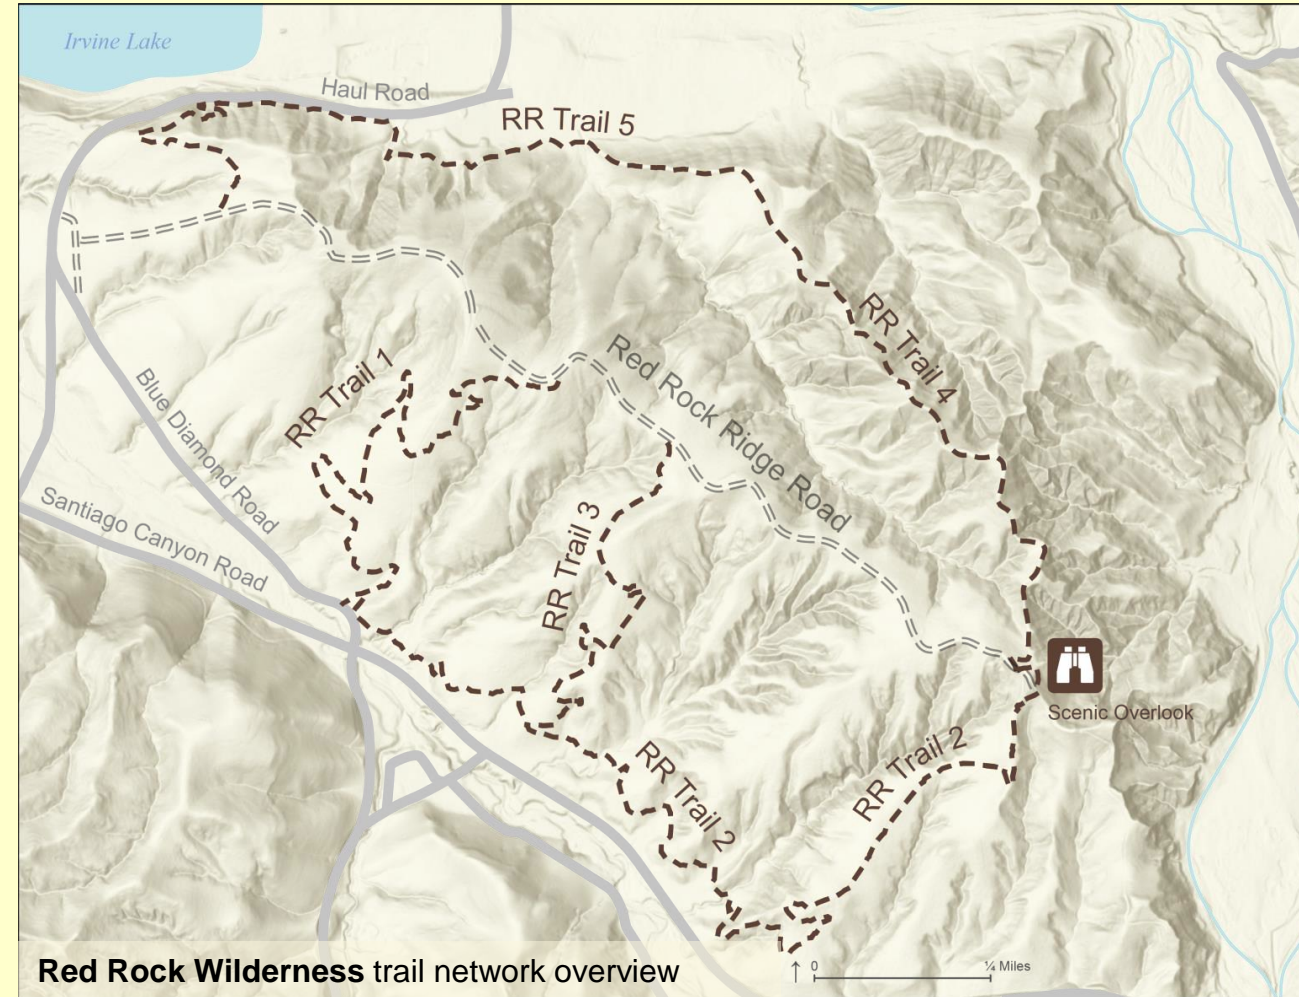 Irvine Lake
Haul Road
RR Trail 5
RR Trail 4
Red Rock Ridge Road
RR Trail 1
Blue Diamond Road
Santiago Canyon Road
RR Trail 3
Scenic Overlook
RR Trail 2
RR Trail 2
Red Rock Wilderness trail network overview
↑ 0 ¼ Miles